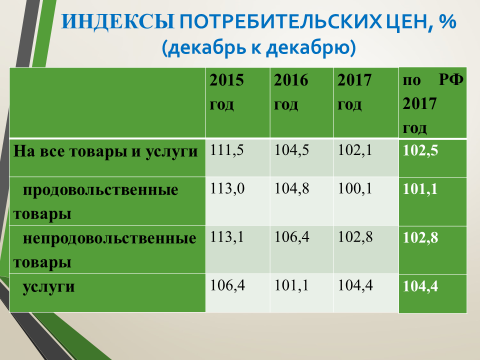 ИНДЕКСЫ ПОТРЕБИТЕЛЬСКИХ ЦЕН, %
(декабрь к декабрю)
2015 год 2016 год 2017 год по РФ 2017 год
На все товары и услуги 111,5 104,5 102,1 102,5
продовольственные товары 113,0 104,8 100,1 101,1
непродовольственные товары 113,1 106,4 102,8 102,8
услуги 106,4 101,1 104,4 104,4